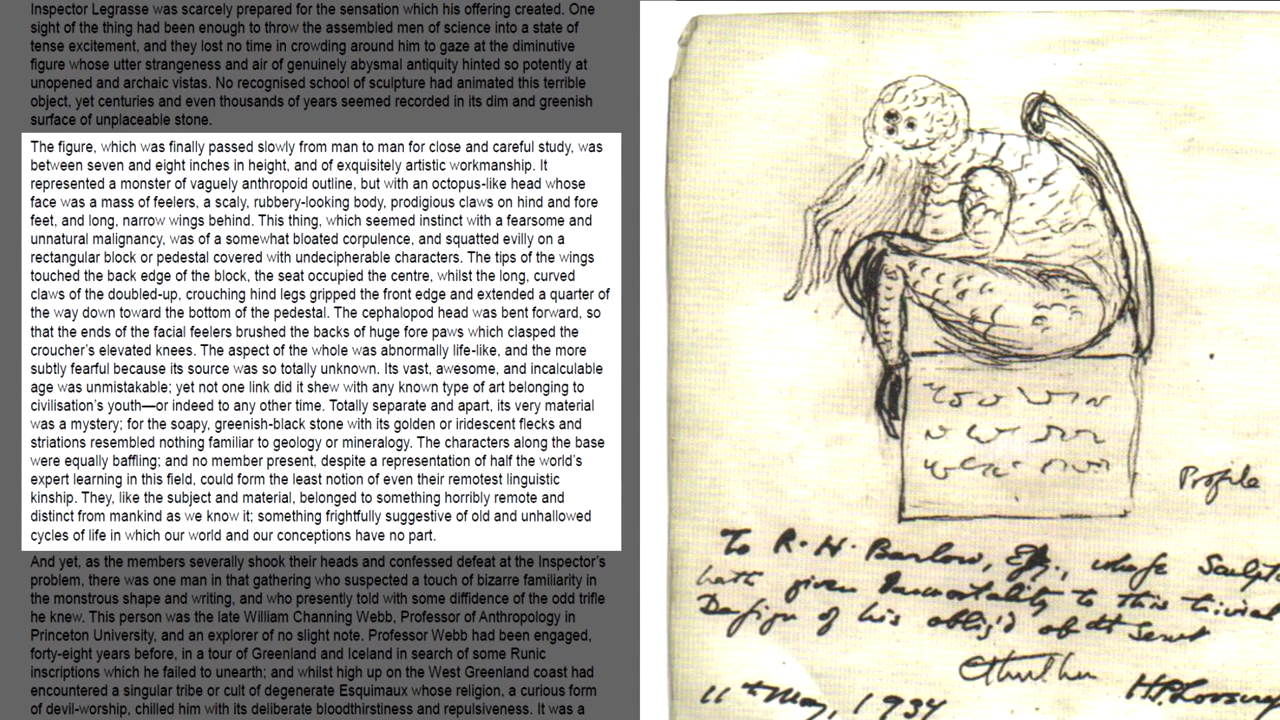 Inspector Legrasse was scarcely prepared for the sensation which his offering created. One
sight of the thing had been enough to throw the assembled men of science into a state of
tense excitement, and they lost no time in crowding around him to gaze at the diminutive
figure whose utter strangeness and air of genuinely abysmal antiquity hinted so potently at
unopened and archaic vistas. No recognised school of sculpture had animated this terrible
object, yet centuries and even thousands of years seemed recorded in its dim and greenish
surface of unplaceable stone.
The figure, which was finally passed slowly from man to man for close and careful study, was
between seven and eight inches in height, and of exquisitely artistic workmanship. It
represented a monster of vaguely anthropoid outline, but with an octopus-like head whose
face was a mass of feelers, a scaly, rubbery-looking body, prodigious claws on hind and fore
feet, and long, narrow wings behind. This thing, which seemed instinct with a fearsome and
unnatural malignancy, was of a somewhat bloated corpulence, and squatted evilly on a
rectangular block or pedestal covered with undecipherable characters. The tips of the wings
touched the back edge of the block, the seat occupied the centre, whilst the long, curved
claws of the doubled-up, crouching hind legs gripped the front edge and extended a quarter of
the way down toward the bottom of the pedestal. The cephalopod head was bent forward, so
that the ends of the facial feelers brushed the backs of huge fore paws which clasped the
croucher's elevated knees. The aspect of the whole was abnormally life-like, and the more
subtly fearful because its source was so totally unknown. Its vast, awesome, and incalculable
age was unmistakable; yet not one link did it shew with any known type of art belonging to
civilisation's youth—or indeed to any other time. Totally separate and apart, its very material
was a mystery; for the soapy, greenish-black stone with its golden or iridescent flecks and
striations resembled nothing familiar to geology or mineralogy. The characters along the base
were equally baffling; and no member present, despite a representation of half the world's
expert learning in this field, could form the least notion of even their remotest linguistic
kinship. They, like the subject and material, belonged to something horribly remote and
distinct from mankind as we know it; something frightfully suggestive of old and unhallowed
cycles of life in which our world and our conceptions have no part.
And yet, as the members severally shook their heads and confessed defeat at the Inspector's
problem, there was one man in that gathering who suspected a touch of bizarre familiarity in
the monstrous shape and writing, and who presently told with some diffidence of the odd trifle
he knew. This person was the late William Channing Webb, Professor of Anthropology in
Princeton University, and an explorer of no slight note. Professor Webb had been engaged,
forty-eight years before, in a tour of Greenland and Iceland in search of some Runic
inscriptions which he failed to unearth; and whilst high up on the West Greenland coast had
encountered a singular tribe or cult of degenerate Esquimaux whose religion, a curious form
of devil-worship, chilled him with its deliberate bloodthirstiness and repulsiveness. It was a
Profile
To R. H. Barlow, Esq., whose Sculpt
hath given Immortality to this trivial
Design of his oblig'd obdt Servt
Cthulhu
11th May, 1934